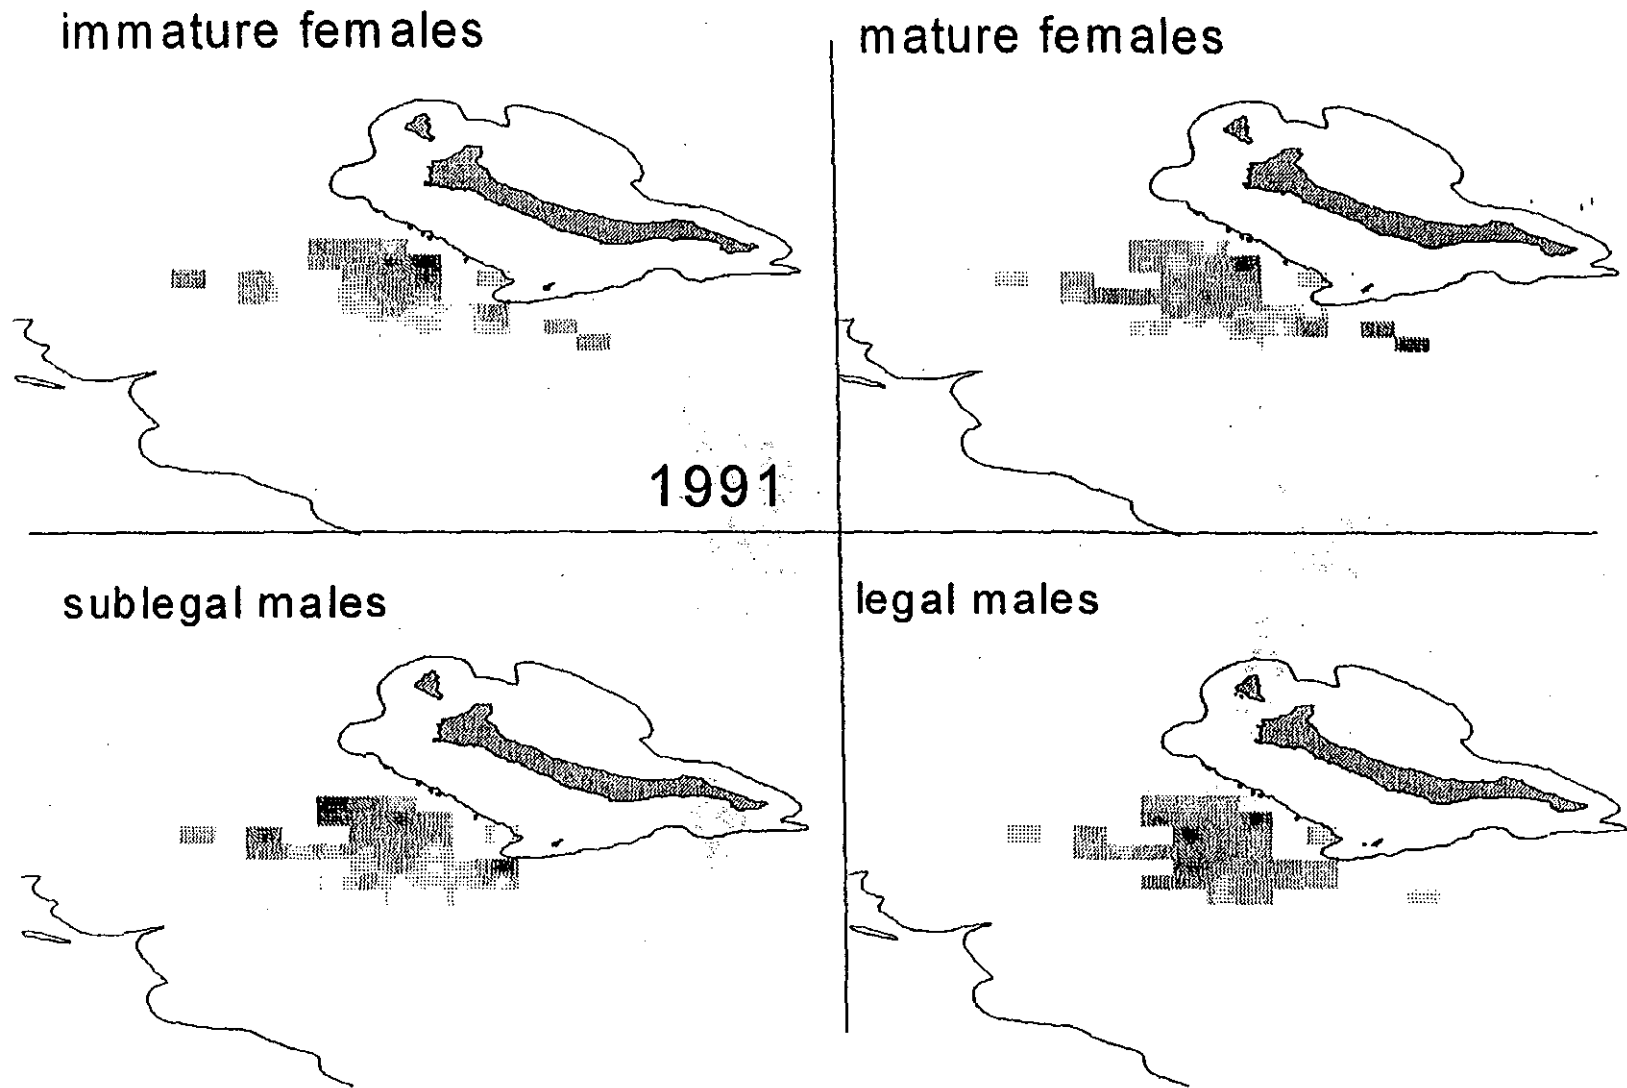 immature females
mature females
1991
sublegal males
legal males